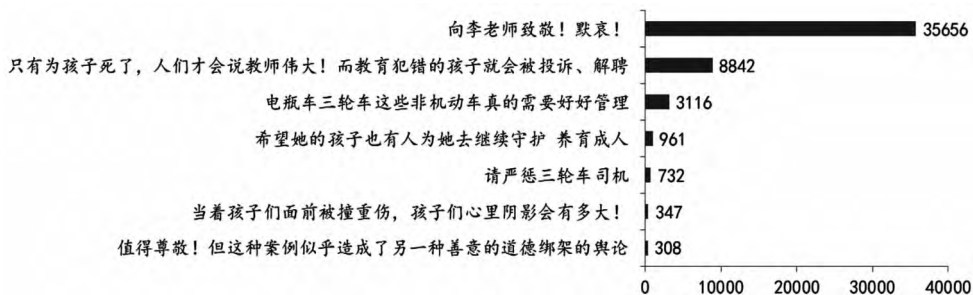 向李老师致敬！默哀！ 35656
只有为孩子死了，人们才会说教师伟大！而教育犯错的孩子就会被投诉、解聘 8842
电瓶车三轮车这些非机动车真的需要好好管理 3116
希望她的孩子也有人为她去继续守护 养育成人 961
请严惩三轮车司机 732
当着孩子们面前被撞重伤，孩子们心里阴影会有多大！ 347
值得尊敬！但这种案例似乎造成了另一种善意的道德绑架的舆论 308
0 10000 20000 30000 40000